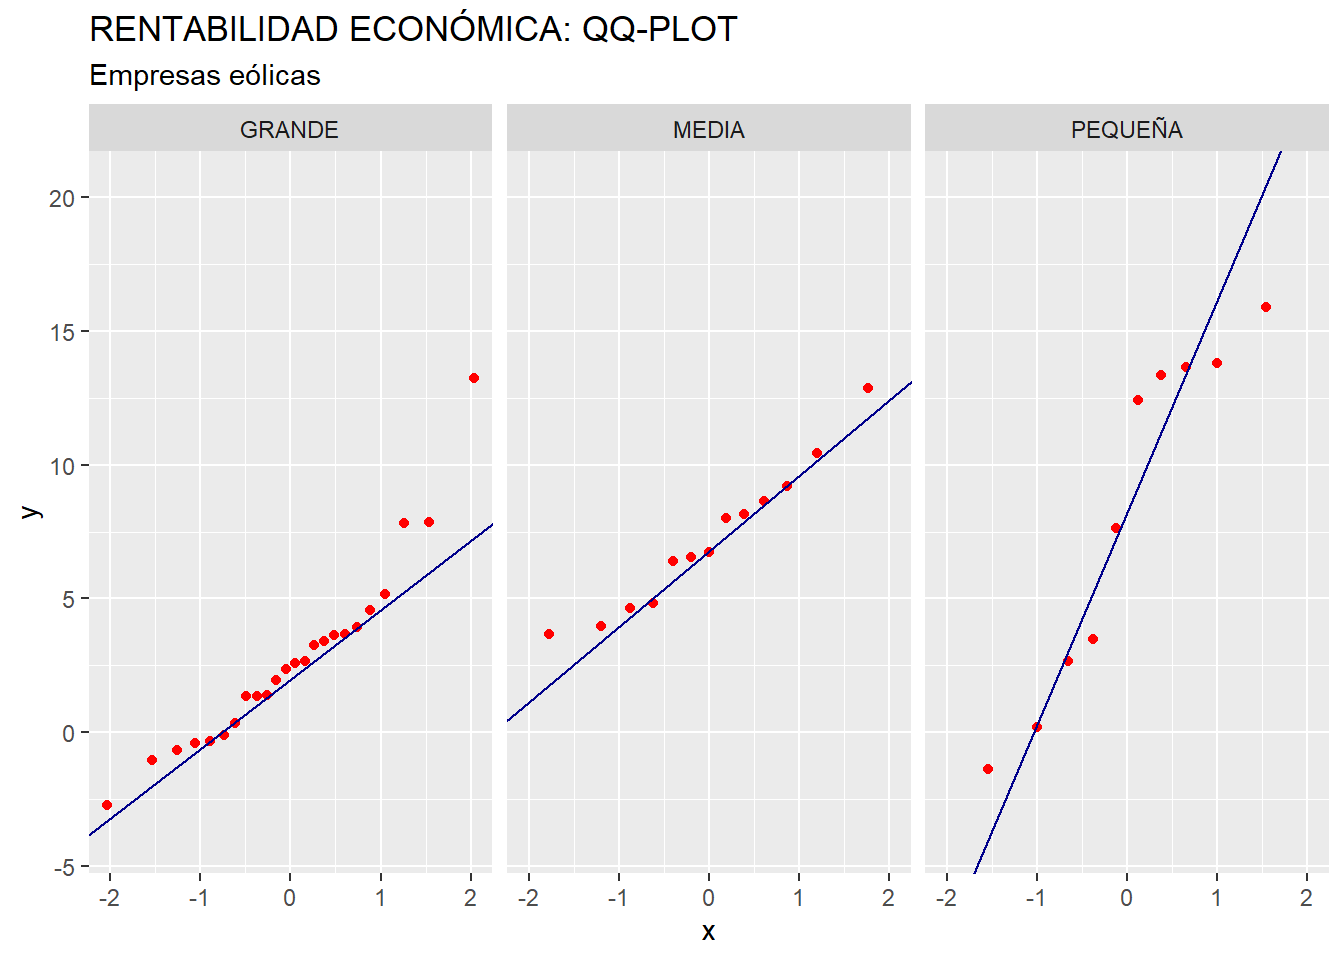 RENTABILIDAD ECONÓMICA: QQ-PLOT
Empresas eólicas
GRANDE MEDIA PEQUEÑA
20
15
10
5
0
-5
y
-2 -1 0 1 2 -2 -1 0 1 2 -2 -1 0 1 2
x